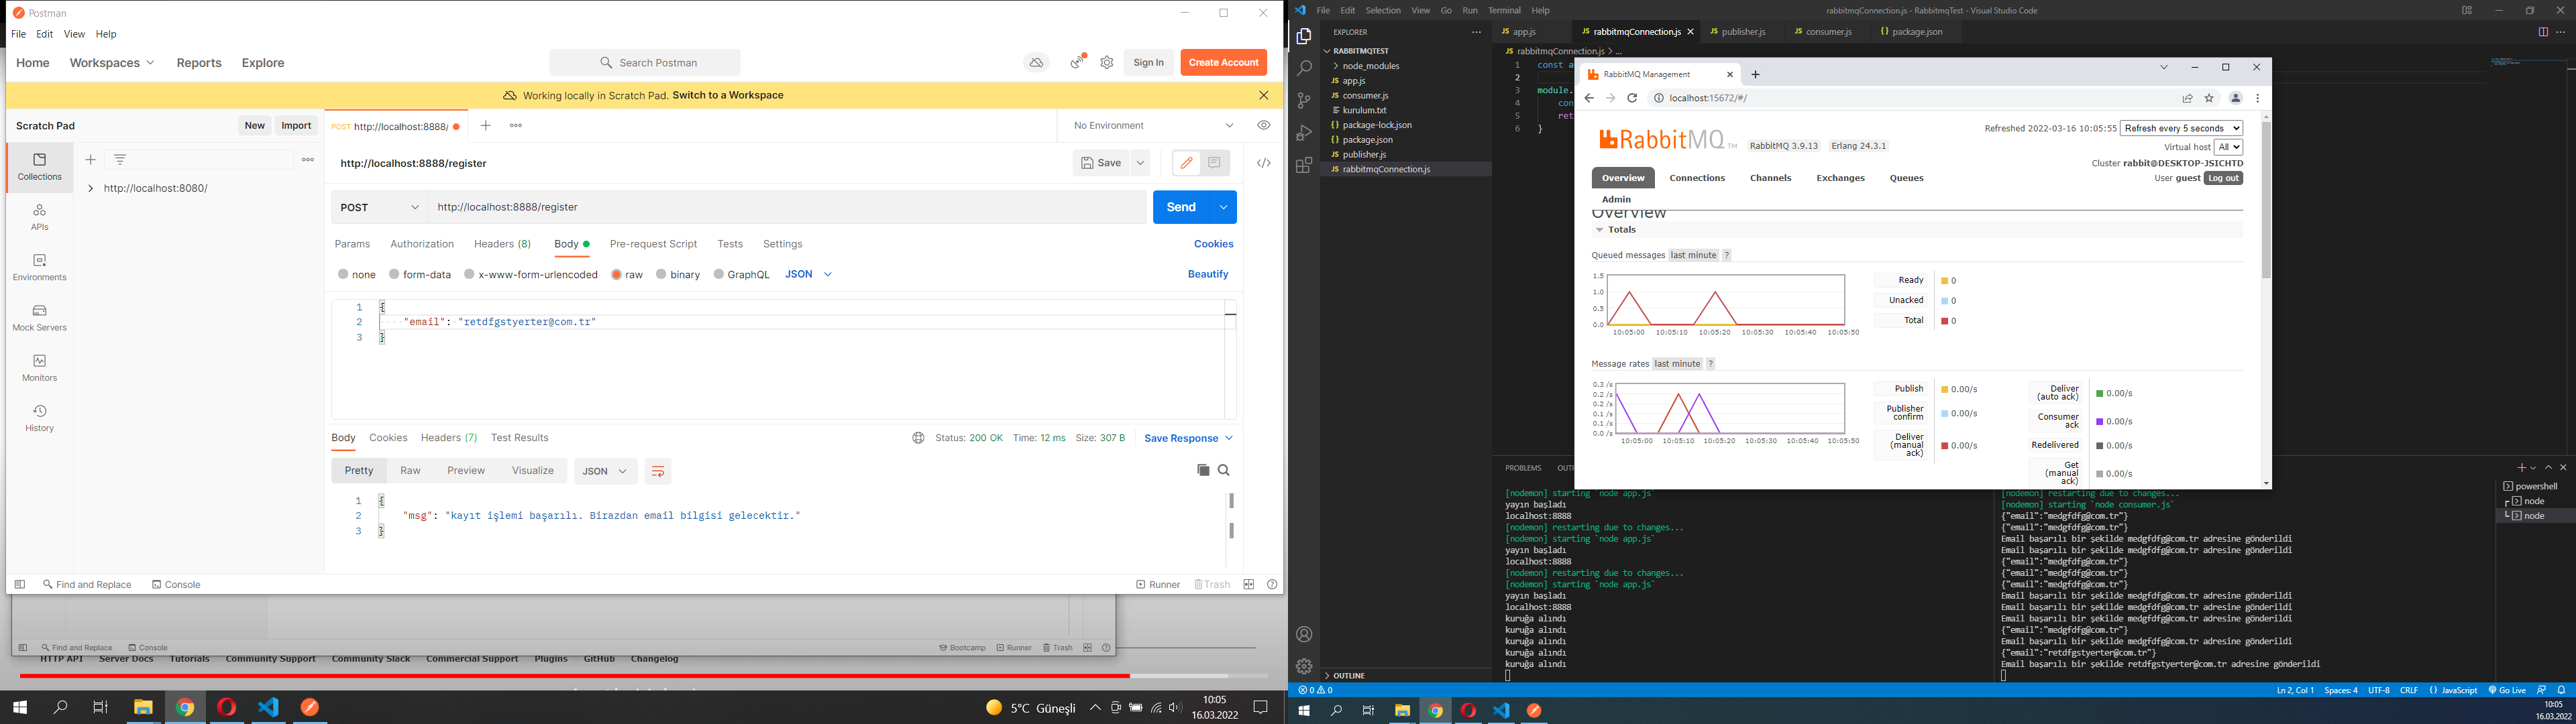 Postman
File Edit View Help
Home Workspaces Reports Explore
Search Postman
Sign In
Create Account
Working locally in Scratch Pad. Switch to a Workspace
Scratch Pad
New Import
POST http://localhost:8888/
No Environment
http://localhost:8080/
Collections
APIs
Environments
Mock Servers
Monitors
History
http://localhost:8888/register
Save
POST
http://localhost:8888/register
Send
Params Authorization Headers (8) Body Pre-request Script Tests Settings
Cookies
none form-data x-www-form-urlencoded raw binary GraphQL JSON
Beautify
1 {
2 "email": "retdfgstyerter@com.tr"
3 }
Body Cookies Headers (7) Test Results
Status: 200 OK Time: 12 ms Size: 307 B Save Response
Pretty Raw Preview Visualize JSON
1 {
2 "msg": "kayıt işlemi başarılı. Birazdan email bilgisi gelecektir."
3 }
Find and Replace Console
Runner Trash
Find and Replace Console
Bootcamp Runner Trash
HTTP API Server Docs Tutorials Community Support Community Slack Commercial Support Plugins GitHub Changelog
5°C Güneşli
10:05
16.03.2022
File Edit Selection View Go Run Terminal Help
rabbitmqConnection.js - RabbitmqTest - Visual Studio Code
EXPLORER
RABBITMQTEST
node_modules
app.js
consumer.js
kurulum.txt
package-lock.json
package.json
publisher.js
rabbitmqConnection.js
OUTLINE
app.js rabbitmqConnection.js publisher.js consumer.js package.json
rabbitmqConnection.js > ...
1 const a
2
3 module.
4 con
5 ret
6 }
RabbitMQ Management
localhost:15672/#/
RabbitMQ TM
RabbitMQ 3.9.13 Erlang 24.3.1
Refreshed 2022-03-16 10:05:55 Refresh every 5 seconds
Virtual host All
Cluster rabbit@DESKTOP-JSICHTD
User guest Log out
Overview Connections Channels Exchanges Queues
Admin
Overview
Totals
Queued messages last minute ?
1.5
1.0
0.5
0.0
10:05:00 10:05:10 10:05:20 10:05:30 10:05:40 10:05:50
Ready 0
Unacked 0
Total 0
Message rates last minute ?
0.3 /s
0.2 /s
0.2 /s
0.1 /s
0.1 /s
0.0 /s
10:05:00 10:05:10 10:05:20 10:05:30 10:05:40 10:05:50
Publish 0.00/s
Publisher confirm 0.00/s
Deliver (manual ack) 0.00/s
Deliver (auto ack) 0.00/s
Consumer ack 0.00/s
Redelivered 0.00/s
Get (manual ack) 0.00/s
PROBLEMS OUT
[nodemon] starting `node app.js`
yayın başladı
localhost:8888
[nodemon] restarting due to changes...
[nodemon] starting `node app.js`
yayın başladı
localhost:8888
[nodemon] restarting due to changes...
[nodemon] starting `node app.js`
yayın başladı
localhost:8888
kuruğa alındı
kuruğa alındı
kuruğa alındı
kuruğa alındı
kuruğa alındı
[nodemon] restarting due to changes...
[nodemon] starting `node consumer.js`
{"email":"medgfdfg@com.tr"}
{"email":"medgfdfg@com.tr"}
Email başarılı bir şekilde medgfdfg@com.tr adresine gönderildi
Email başarılı bir şekilde medgfdfg@com.tr adresine gönderildi
{"email":"medgfdfg@com.tr"}
{"email":"medgfdfg@com.tr"}
{"email":"medgfdfg@com.tr"}
Email başarılı bir şekilde medgfdfg@com.tr adresine gönderildi
Email başarılı bir şekilde medgfdfg@com.tr adresine gönderildi
Email başarılı bir şekilde medgfdfg@com.tr adresine gönderildi
{"email":"medgfdfg@com.tr"}
Email başarılı bir şekilde medgfdfg@com.tr adresine gönderildi
{"email":"retdfgstyerter@com.tr"}
Email başarılı bir şekilde retdfgstyerter@com.tr adresine gönderildi
powershell
node
node
0 0
Ln 2, Col 1 Spaces: 4 UTF-8 CRLF JavaScript Go Live
10:05
16.03.2022